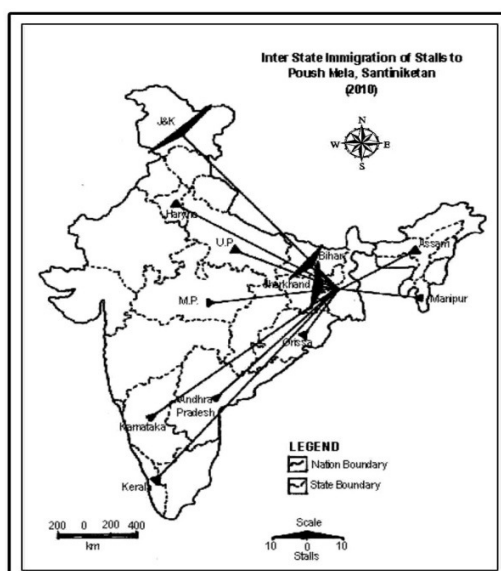 Inter State Immigration of Stalls to
Poush Mela, Santiniketan
(2010)
N
W E
S
J&K
Haryna
U.P.
Bihar
Jharkhand
Assam
M.P.
Manipur
Orissa
Andhra
Pradesh
Karnataka
Kerala
LEGEND
Nation Boundary
State Boundary
200 0 200 400
km
Scale
10 0 10
Stalls